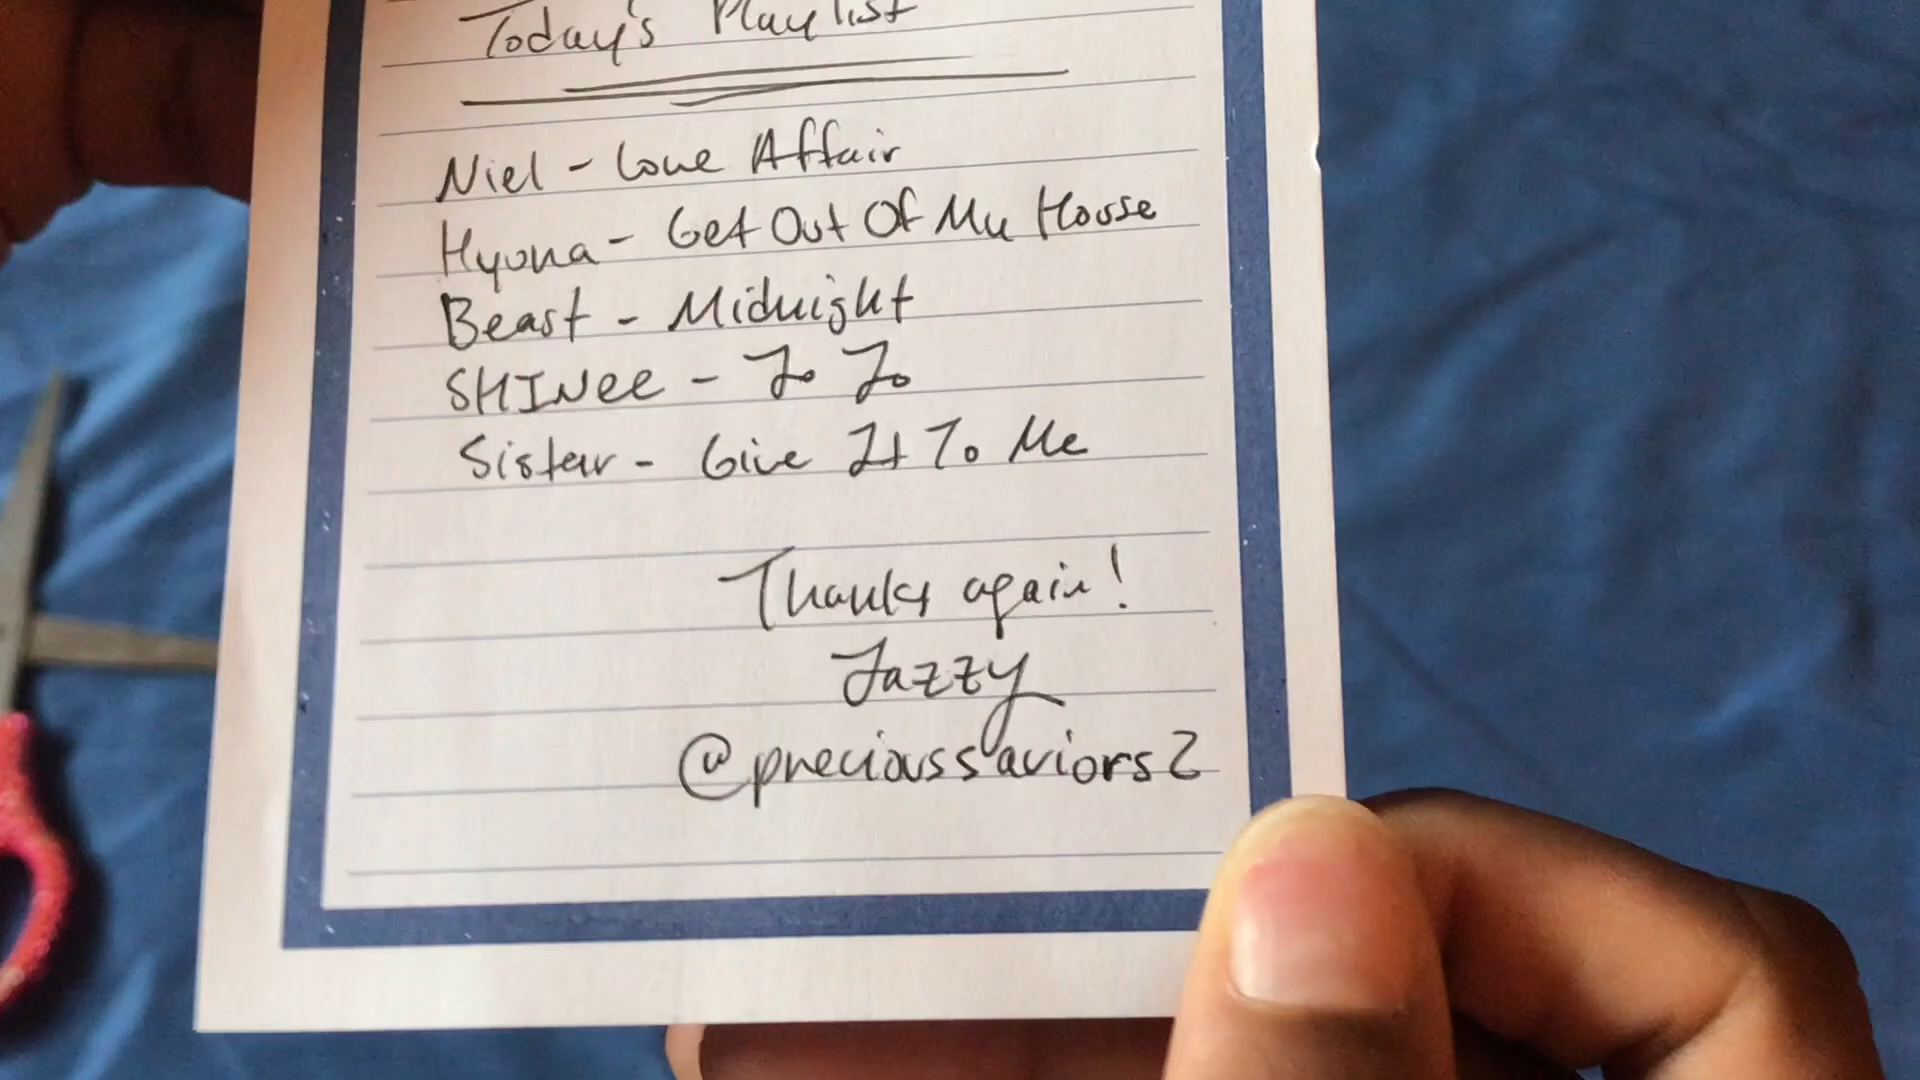 Today's Playlist
Niel - Love Affair
Hyuna - Get Out Of My House
Beast - Midnight
SHINee - Jo Jo
Sistar - Give It To Me
Thanks again!
Jazzy
@precioussaviors2